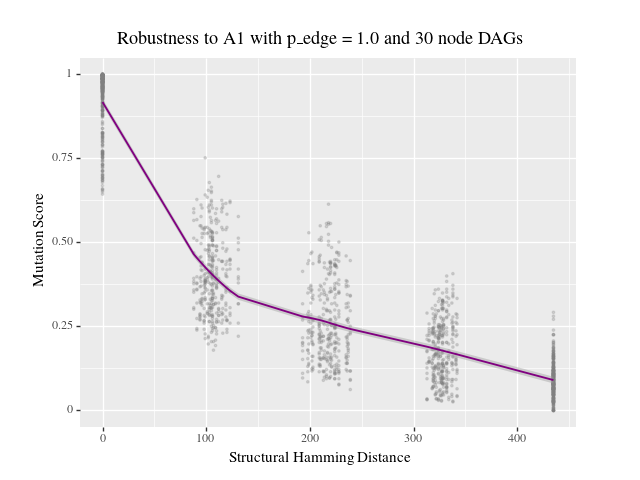 Robustness to A1 with p_edge = 1.0 and 30 node DAGs
1
0.75
0.50
0.25
0
Mutation Score
0 100 200 300 400
Structural Hamming Distance